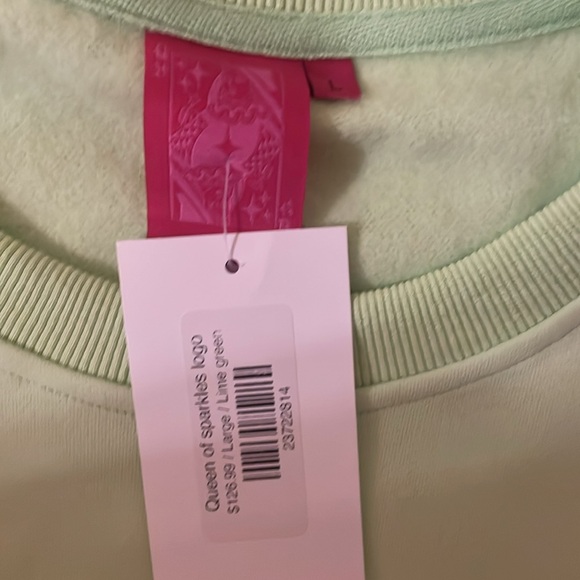 L
Queen of sparkles logo
$126.99 / Large / Lime green
23722814